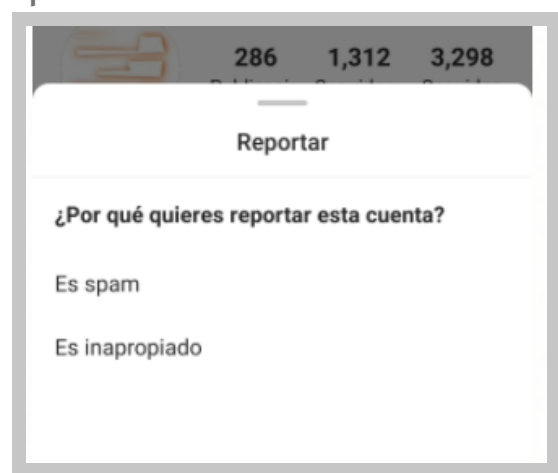 286 1,312 3,298
Reportar
¿Por qué quieres reportar esta cuenta?
Es spam
Es inapropiado